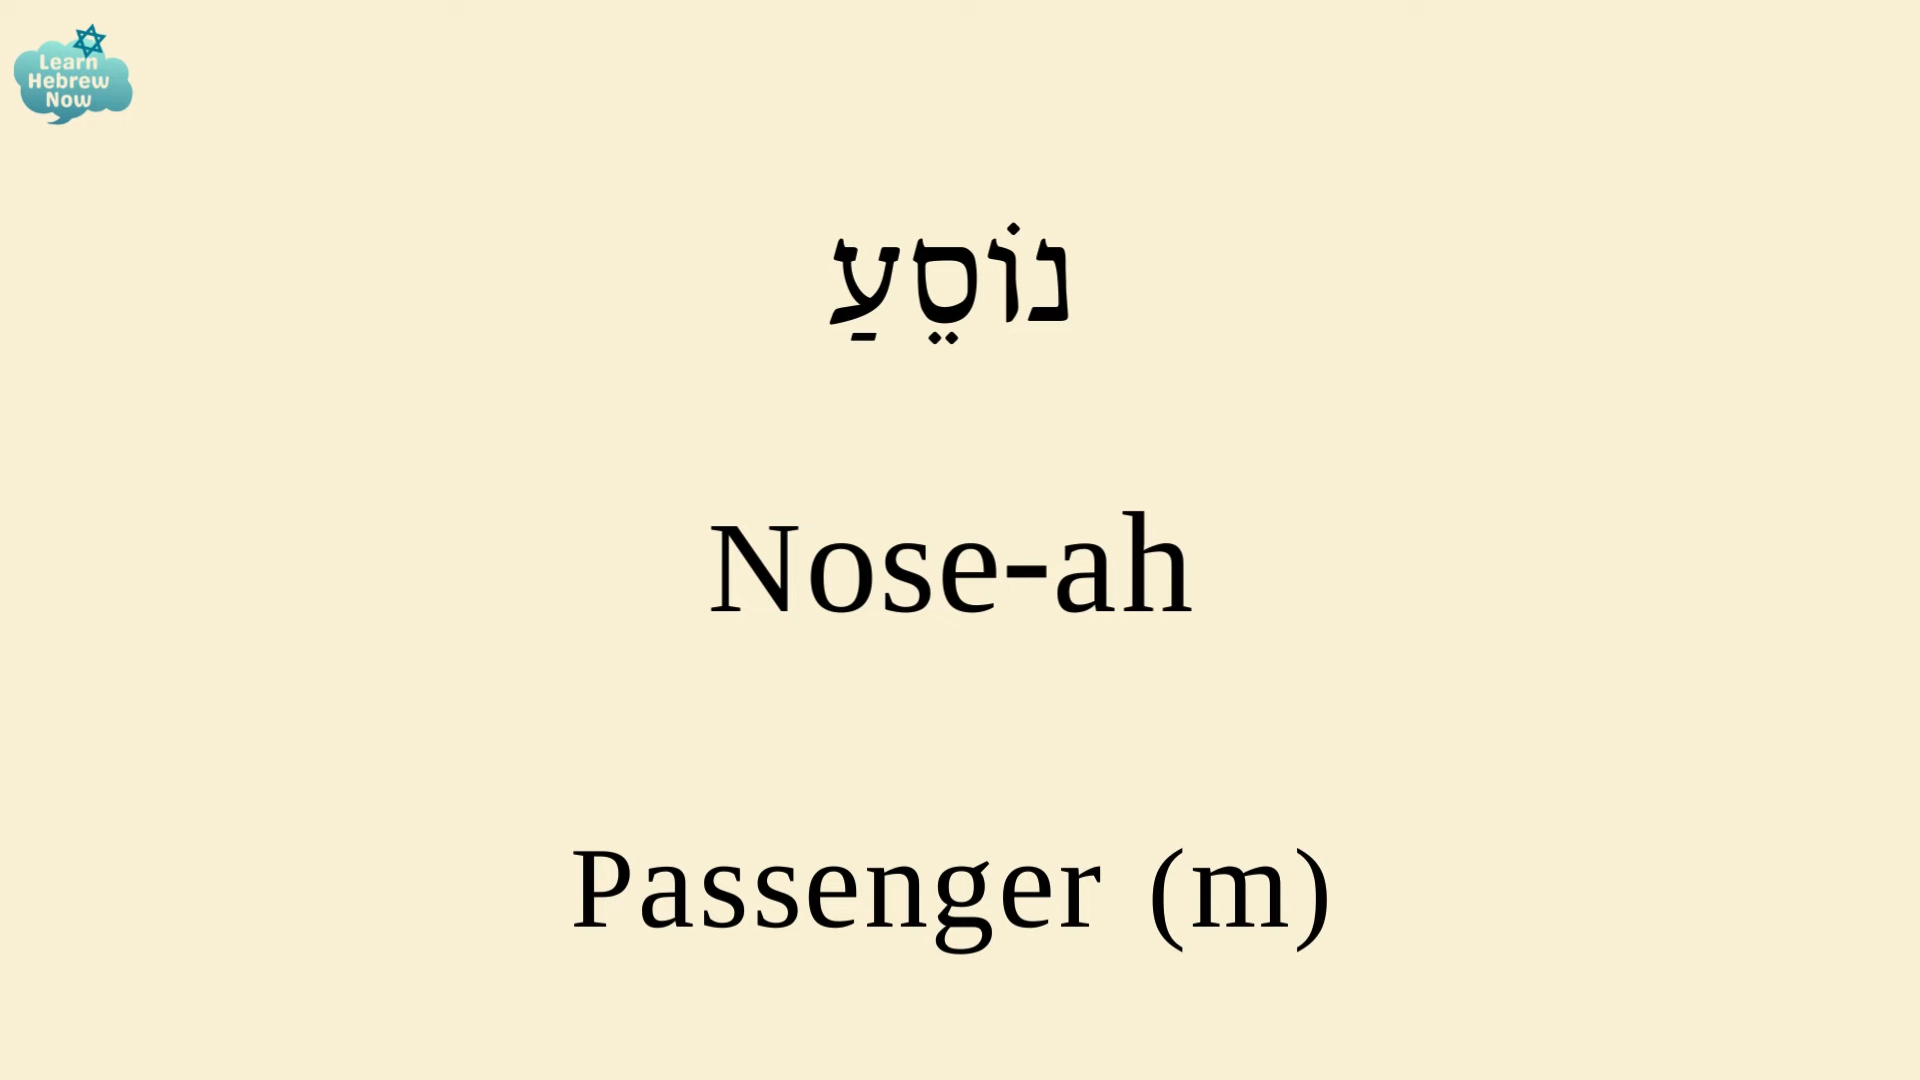 Learn
Hebrew
Now
נוֹסֵעַ
Nose-ah
Passenger (m)